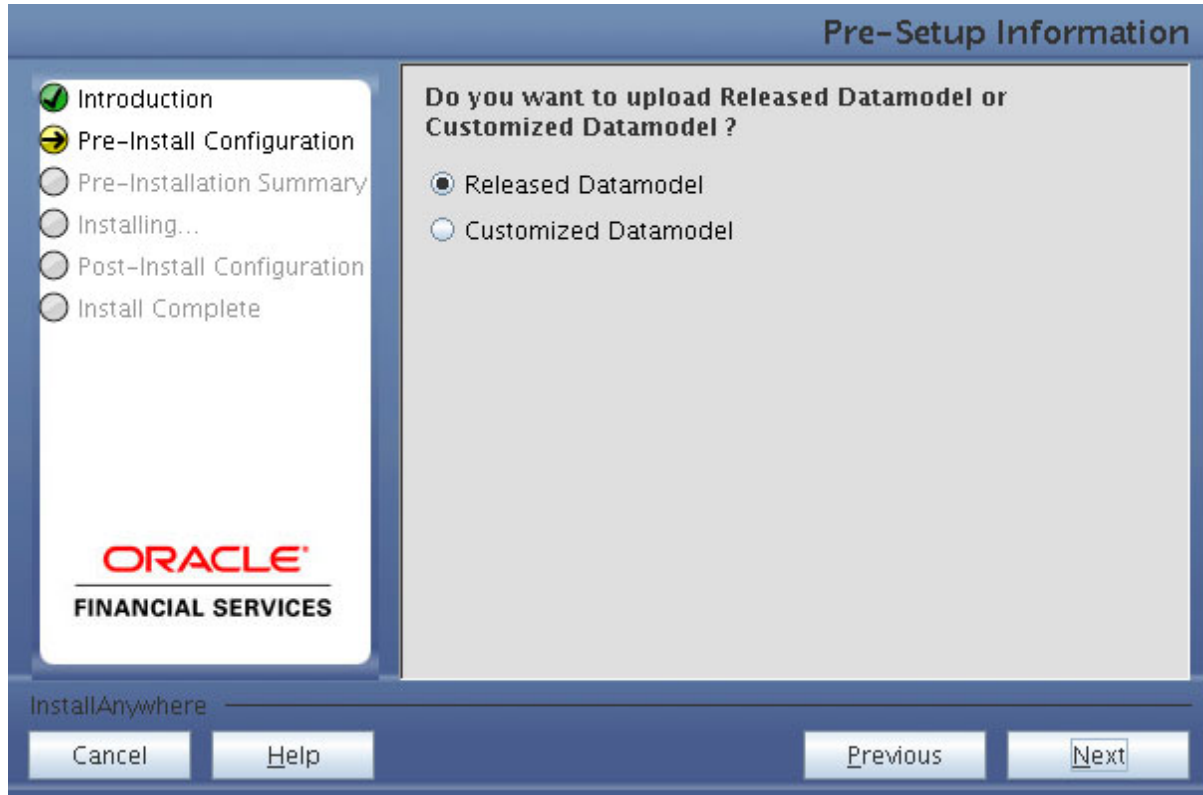 Pre-Setup Information
Introduction
Pre-Install Configuration
Pre-Installation Summary
Installing...
Post-Install Configuration
Install Complete
ORACLE
FINANCIAL SERVICES
Do you want to upload Released Datamodel or
Customized Datamodel ?
Released Datamodel
Customized Datamodel
InstallAnywhere
Cancel
Help
Previous
Next